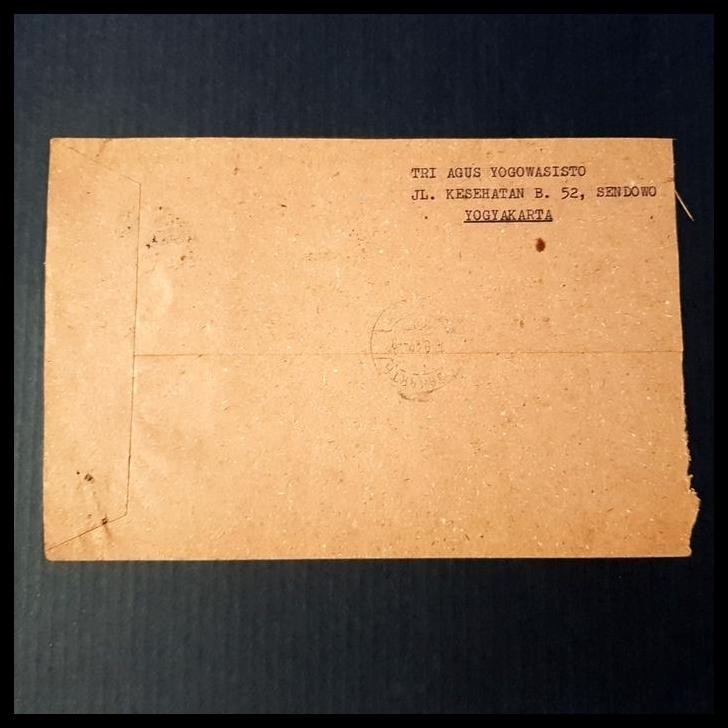 TRI AGUS YOGOWASISTO
JL. KESEHATAN B. 52, SENDOWO
YOGYAKARTA